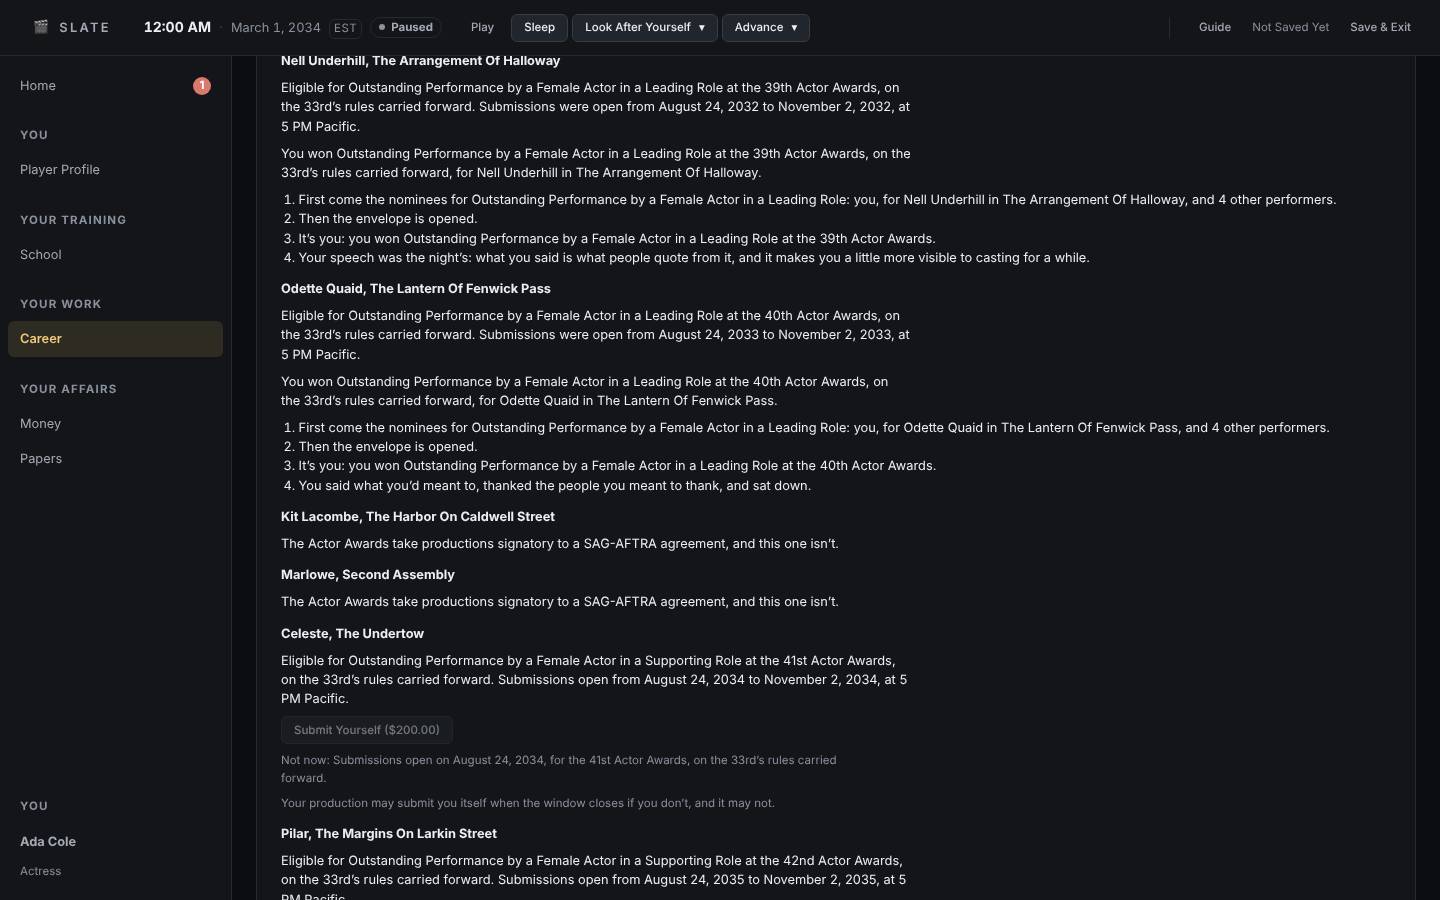 SLATE
12:00 AM · March 1, 2034 EST Paused
Play
Sleep
Look After Yourself ▾
Advance ▾
Guide
Not Saved Yet
Save & Exit
Home
1
YOU
Player Profile
YOUR TRAINING
School
YOUR WORK
Career
YOUR AFFAIRS
Money
Papers
YOU
Ada Cole
Actress
Nell Underhill, The Arrangement Of Halloway
Eligible for Outstanding Performance by a Female Actor in a Leading Role at the 39th Actor Awards, on
the 33rd’s rules carried forward. Submissions were open from August 24, 2032 to November 2, 2032, at
5 PM Pacific.
You won Outstanding Performance by a Female Actor in a Leading Role at the 39th Actor Awards, on the
33rd’s rules carried forward, for Nell Underhill in The Arrangement Of Halloway.
1. First come the nominees for Outstanding Performance by a Female Actor in a Leading Role: you, for Nell Underhill in The Arrangement Of Halloway, and 4 other performers.
2. Then the envelope is opened.
3. It’s you: you won Outstanding Performance by a Female Actor in a Leading Role at the 39th Actor Awards.
4. Your speech was the night’s: what you said is what people quote from it, and it makes you a little more visible to casting for a while.
Odette Quaid, The Lantern Of Fenwick Pass
Eligible for Outstanding Performance by a Female Actor in a Leading Role at the 40th Actor Awards, on
the 33rd’s rules carried forward. Submissions were open from August 24, 2033 to November 2, 2033, at
5 PM Pacific.
You won Outstanding Performance by a Female Actor in a Leading Role at the 40th Actor Awards, on
the 33rd’s rules carried forward, for Odette Quaid in The Lantern Of Fenwick Pass.
1. First come the nominees for Outstanding Performance by a Female Actor in a Leading Role: you, for Odette Quaid in The Lantern Of Fenwick Pass, and 4 other performers.
2. Then the envelope is opened.
3. It’s you: you won Outstanding Performance by a Female Actor in a Leading Role at the 40th Actor Awards.
4. You said what you’d meant to, thanked the people you meant to thank, and sat down.
Kit Lacombe, The Harbor On Caldwell Street
The Actor Awards take productions signatory to a SAG-AFTRA agreement, and this one isn’t.
Marlowe, Second Assembly
The Actor Awards take productions signatory to a SAG-AFTRA agreement, and this one isn’t.
Celeste, The Undertow
Eligible for Outstanding Performance by a Female Actor in a Supporting Role at the 41st Actor Awards,
on the 33rd’s rules carried forward. Submissions open from August 24, 2034 to November 2, 2034, at 5
PM Pacific.
Submit Yourself ($200.00)
Not now: Submissions open on August 24, 2034, for the 41st Actor Awards, on the 33rd’s rules carried
forward.
Your production may submit you itself when the window closes if you don’t, and it may not.
Pilar, The Margins On Larkin Street
Eligible for Outstanding Performance by a Female Actor in a Supporting Role at the 42nd Actor Awards,
on the 33rd’s rules carried forward. Submissions open from August 24, 2035 to November 2, 2035, at 5
PM Pacific.